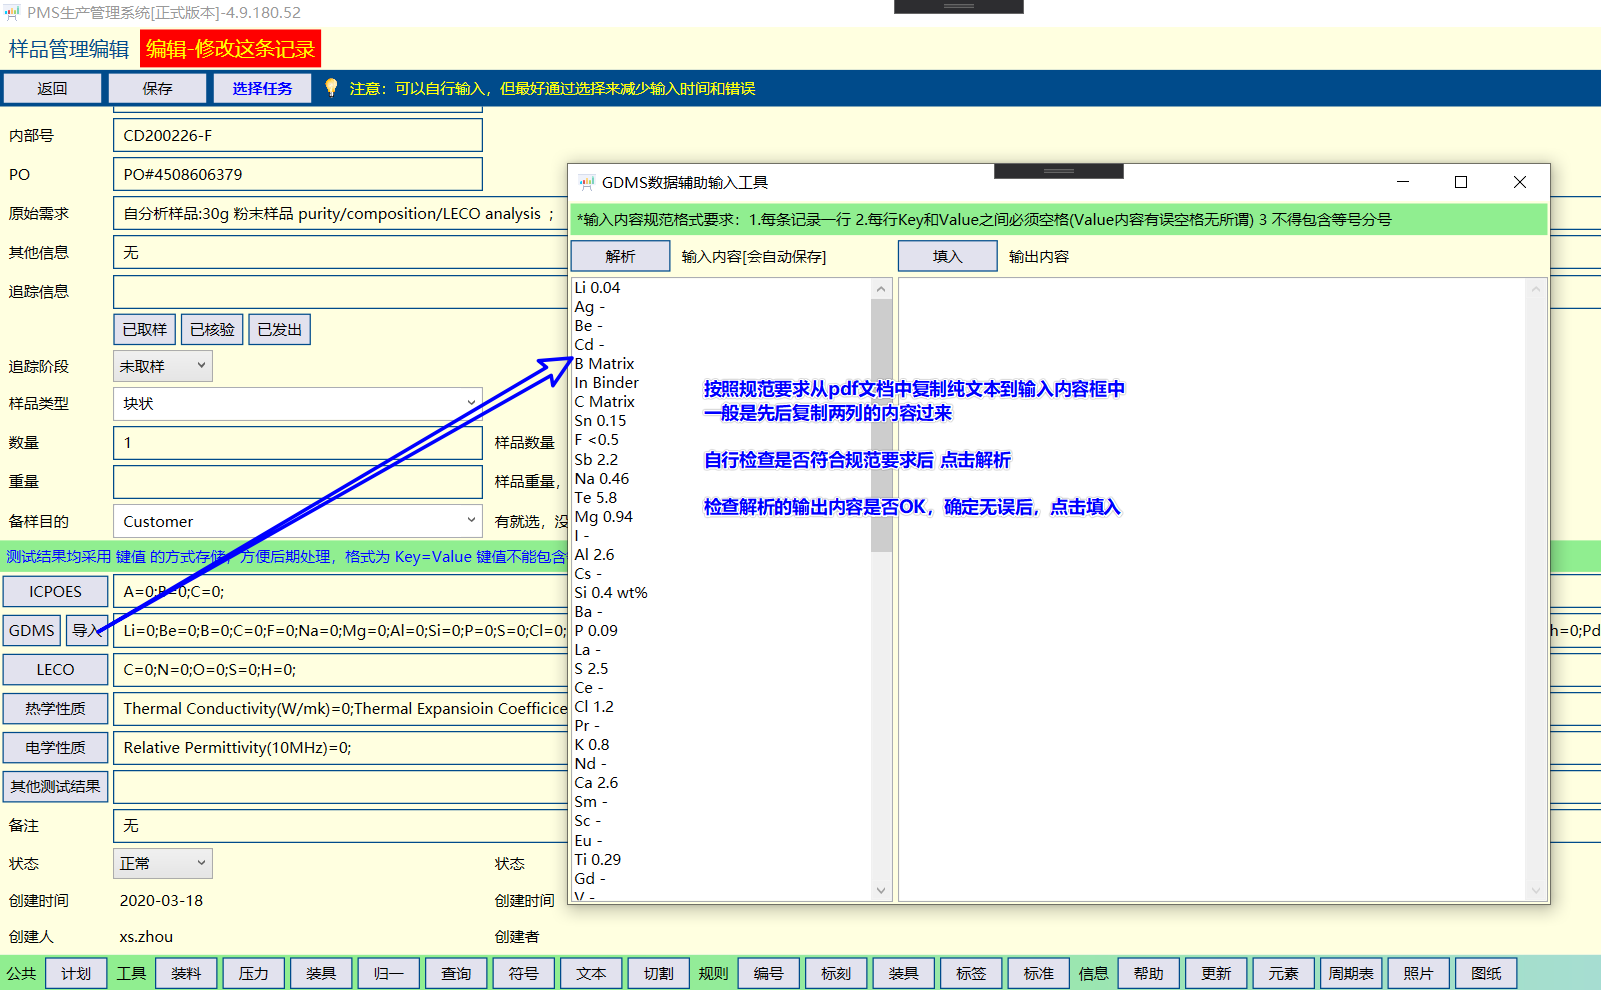 PMS生产管理系统[正式版本]-4.9.180.52
样品管理编辑 编辑-修改这条记录
返回 保存 选择任务 注意：可以自行输入，但最好通过选择来减少输入时间和错误
内部号 CD200226-F
PO PO#4508606379
原始需求 自分析样品:30g 粉末样品 purity/composition/LECO analysis ；
其他信息 无
追踪信息
已取样 已核验 已发出
追踪阶段 未取样
样品类型 块状
数量 1 样品数量
重量 样品重量，
备样目的 Customer 有就选，没
测试结果均采用 键值 的方式存储，方便后期处理，格式为 Key=Value 键值不能包含
ICPOES A=0;B=0;C=0;
GDMS 导入 Li=0;Be=0;B=0;C=0;F=0;Na=0;Mg=0;Al=0;Si=0;P=0;S=0;Cl=0; h=0;Pd
LECO C=0;N=0;O=0;S=0;H=0;
热学性质 Thermal Conductivity(W/mk)=0;Thermal Expansioin Coefficice
电学性质 Relative Permittivity(10MHz)=0;
其他测试结果
备注 无
状态 正常 状态
创建时间 2020-03-18 创建时间
创建人 xs.zhou 创建者
GDMS数据辅助输入工具
*输入内容规范格式要求：1.每条记录一行 2.每行Key和Value之间必须空格(Value内容有误空格无所谓) 3 不得包含等号分号
解析 输入内容[会自动保存] 填入 输出内容
Li 0.04
Ag -
Be -
Cd -
B Matrix
In Binder
C Matrix
Sn 0.15
F <0.5
Sb 2.2
Na 0.46
Te 5.8
Mg 0.94
I -
Al 2.6
Cs -
Si 0.4 wt%
Ba -
P 0.09
La -
S 2.5
Ce -
Cl 1.2
Pr -
K 0.8
Nd -
Ca 2.6
Sm -
Sc -
Eu -
Ti 0.29
Gd -
V -
按照规范要求从pdf文档中复制纯文本到输入内容框中
一般是先后复制两列的内容过来
自行检查是否符合规范要求后 点击解析
检查解析的输出内容是否OK，确定无误后，点击填入
公共 计划 工具 装料 压力 装具 归一 查询 符号 文本 切割 规则 编号 标刻 装具 标签 标准 信息 帮助 更新 元素 周期表 照片 图纸